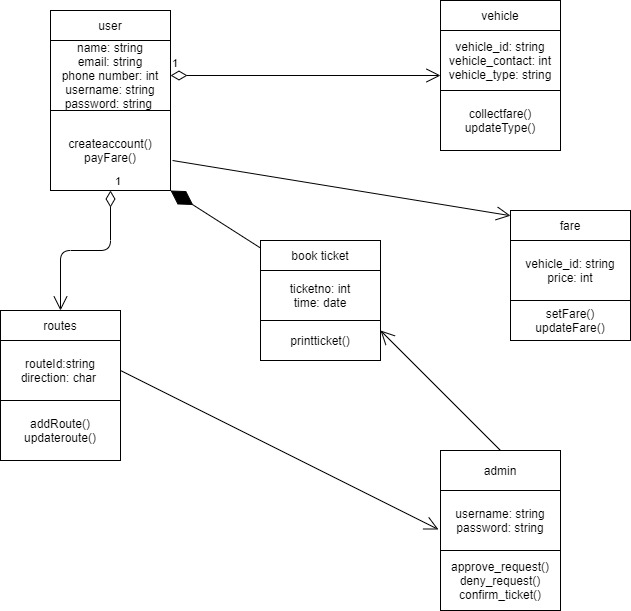 user
name: string
email: string
phone number: int
username: string
password: string
createaccount()
payFare()
1
1
vehicle
vehicle_id: string
vehicle_contact: int
vehicle_type: string
collectfare()
updateType()
fare
vehicle_id: string
price: int
setFare()
updateFare()
book ticket
ticketno: int
time: date
printticket()
routes
routeId:string
direction: char
addRoute()
updateroute()
admin
username: string
password: string
approve_request()
deny_request()
confirm_ticket()